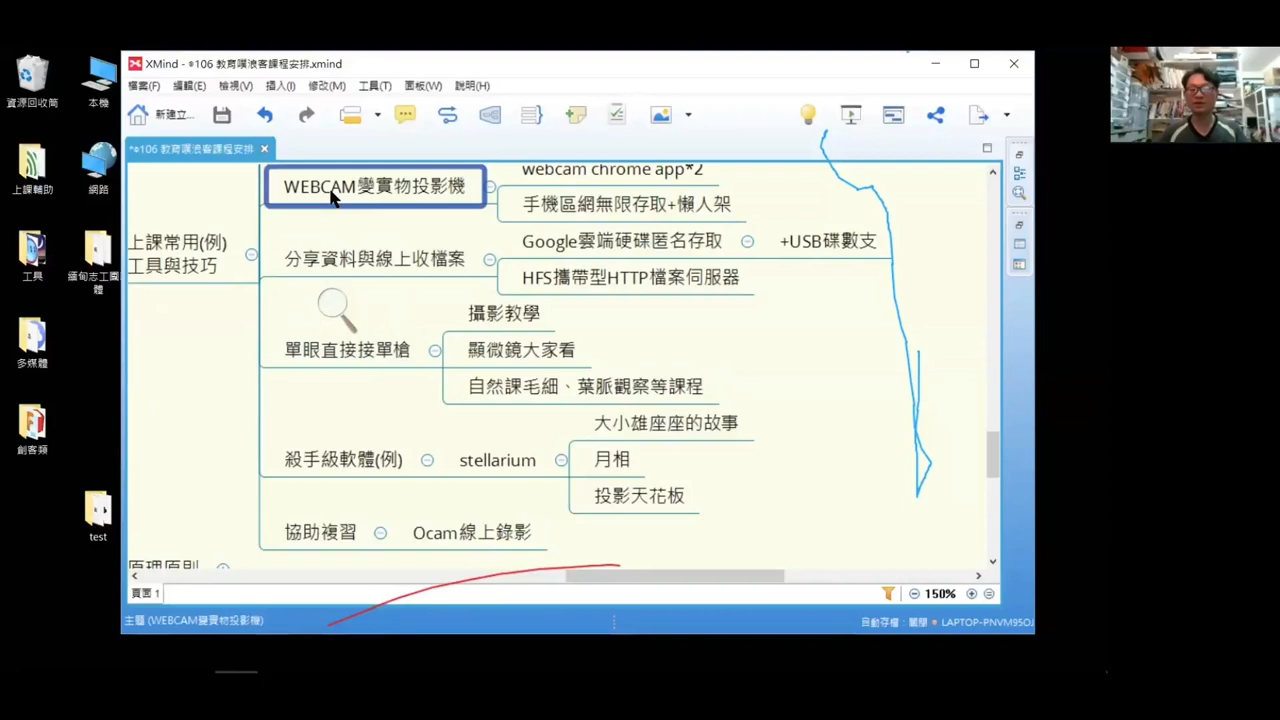 XMind - *106 教育噗浪客課程安排.xmind
檔案(F) 編輯(E) 檢視(V) 插入(I) 修改(M) 工具(T) 面板(W) 說明(H)
新建立...
*106 教育噗浪客課程安排
資源回收筒
本機
上課輔助
網路
工具
緬甸志工團
體
多媒體
創客類
test
webcam chrome app*2
WEBCAM變實物投影機
手機區網無限存取+懶人架
上課常用(例)
工具與技巧
Google雲端硬碟匿名存取
+USB碟數支
分享資料與線上收檔案
HFS攜帶型HTTP檔案伺服器
攝影教學
單眼直接接單槍
顯微鏡大家看
自然課毛細、葉脈觀察等課程
大小雄座座的故事
殺手級軟體(例)
stellarium
月相
投影天花板
協助複習
Ocam線上錄影
原理原則
頁面 1
150%
主題 (WEBCAM變實物投影機)
自動存檔：關閉
LAPTOP-PNVM95OJ